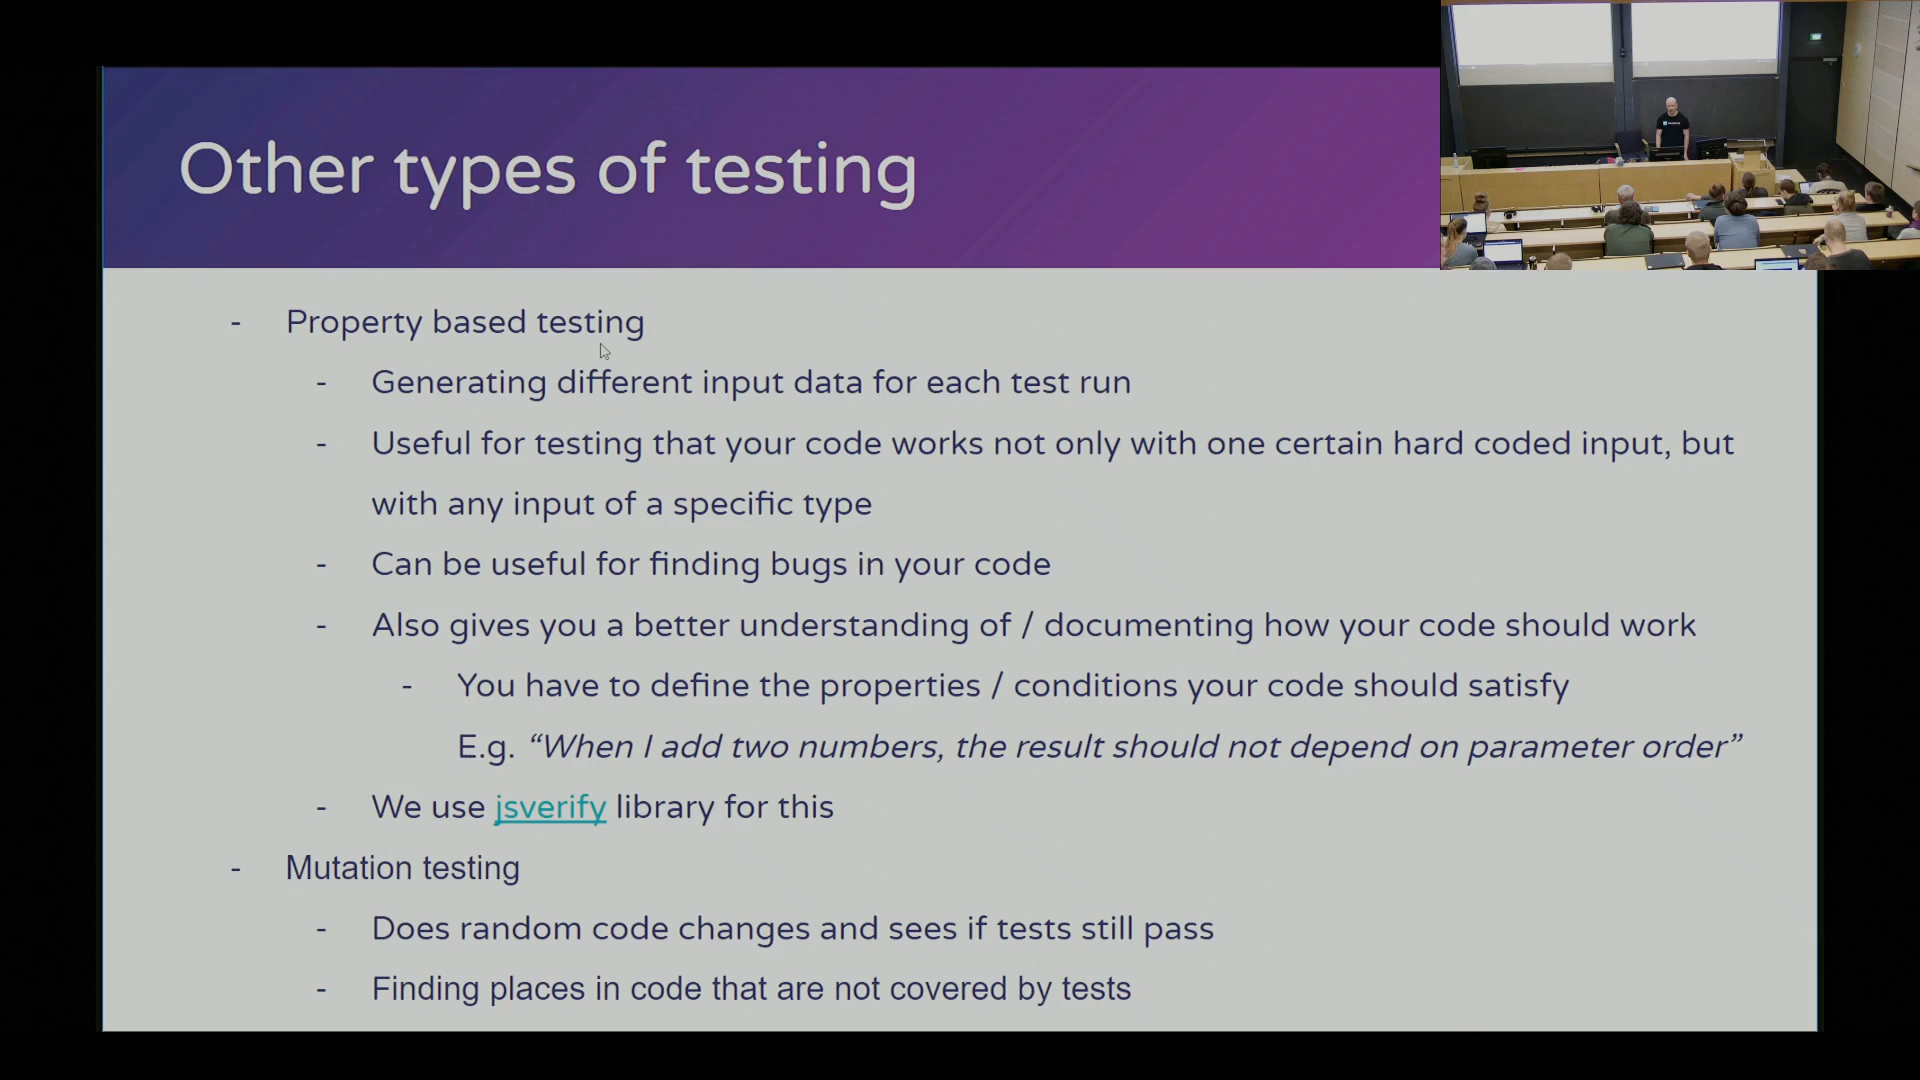 Other types of testing
- Property based testing
- Generating different input data for each test run
- Useful for testing that your code works not only with one certain hard coded input, but
with any input of a specific type
- Can be useful for finding bugs in your code
- Also gives you a better understanding of / documenting how your code should work
- You have to define the properties / conditions your code should satisfy
E.g. “When I add two numbers, the result should not depend on parameter order”
- We use jsverify library for this
- Mutation testing
- Does random code changes and sees if tests still pass
- Finding places in code that are not covered by tests